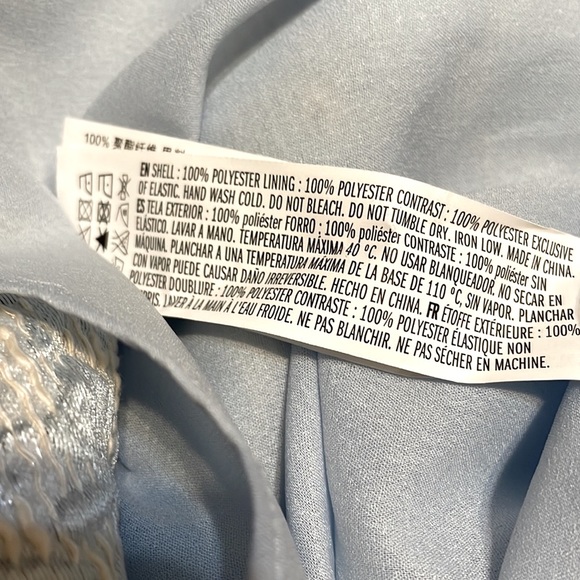 100% 聚酯纤维
EN SHELL : 100% POLYESTER LINING : 100% POLYESTER CONTRAST : 100% POLYESTER EXCLUSIVE
OF ELASTIC. HAND WASH COLD. DO NOT BLEACH. DO NOT TUMBLE DRY. IRON LOW. MADE IN CHINA.
ES TELA EXTERIOR : 100% poliéster FORRO : 100% poliéster CONTRASTE : 100% poliéster SIN
ELÁSTICO. LAVAR A MANO. TEMPERATURA MÁXIMA 40 °C. NO USAR BLANQUEADOR. NO SECAR EN
MÁQUINA. PLANCHAR A UNA TEMPERATURA MÁXIMA DE LA BASE DE 110 °C, SIN VAPOR. PLANCHAR
CON VAPOR PUEDE CAUSAR DAÑO IRREVERSIBLE. HECHO EN CHINA. FR ÉTOFFE EXTÉRIEURE : 100%
POLYESTER DOUBLURE : 100% POLYESTER CONTRASTE : 100% POLYESTER ÉLASTIQUE NON
LAVER À LA MAIN À L'EAU FROIDE. NE PAS BLANCHIR. NE PAS SÉCHER EN MACHINE.